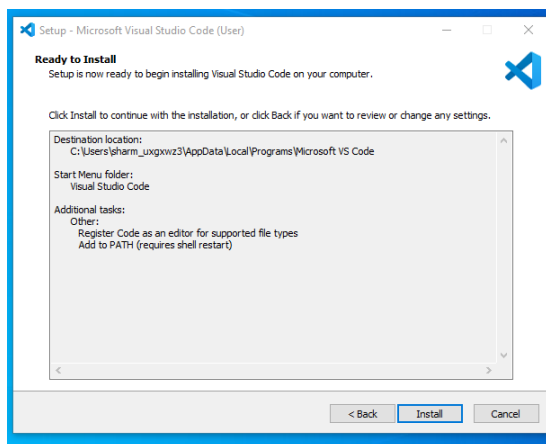 Setup - Microsoft Visual Studio Code (User)
Ready to Install
Setup is now ready to begin installing Visual Studio Code on your computer.
Click Install to continue with the installation, or click Back if you want to review or change any settings.
Destination location:
C:\Users\sharm_uxgxwz3\AppData\Local\Programs\Microsoft VS Code
Start Menu folder:
Visual Studio Code
Additional tasks:
Other:
Register Code as an editor for supported file types
Add to PATH (requires shell restart)
< Back Install Cancel